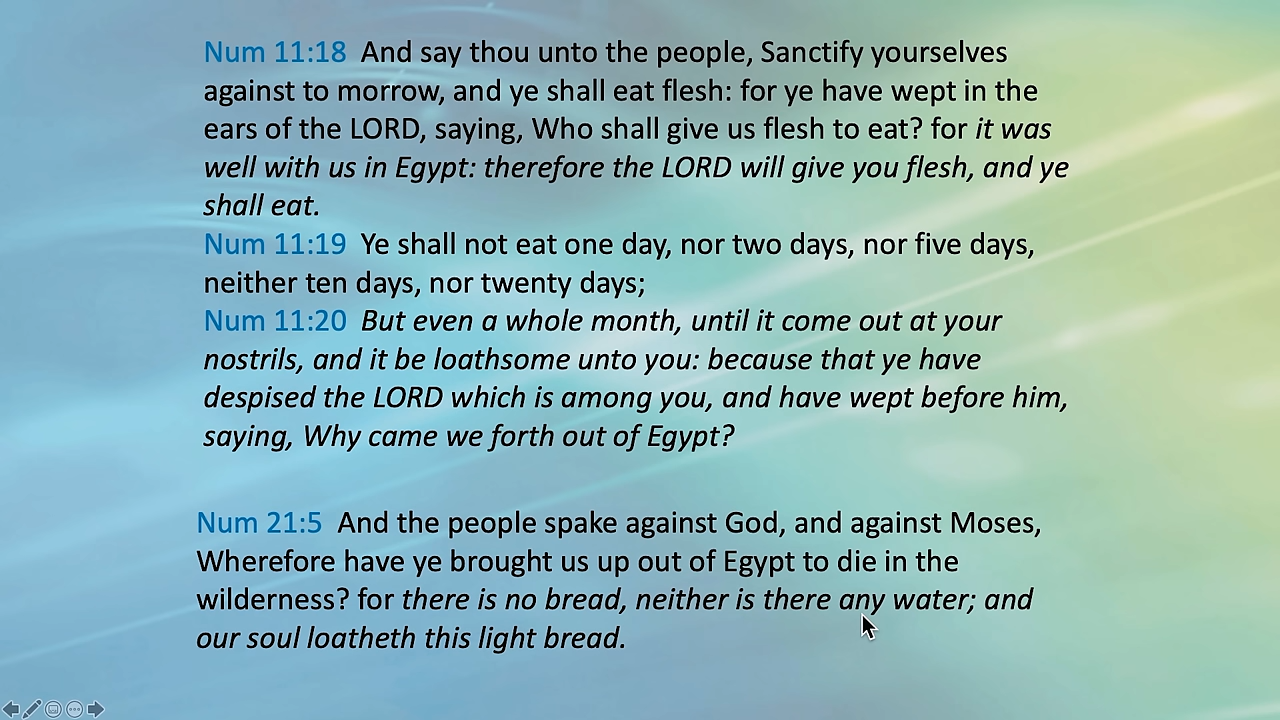 Num 11:18 And say thou unto the people, Sanctify yourselves
against to morrow, and ye shall eat flesh: for ye have wept in the
ears of the LORD, saying, Who shall give us flesh to eat? for it was
well with us in Egypt: therefore the LORD will give you flesh, and ye
shall eat.
Num 11:19 Ye shall not eat one day, nor two days, nor five days,
neither ten days, nor twenty days;
Num 11:20 But even a whole month, until it come out at your
nostrils, and it be loathsome unto you: because that ye have
despised the LORD which is among you, and have wept before him,
saying, Why came we forth out of Egypt?
Num 21:5 And the people spake against God, and against Moses,
Wherefore have ye brought us up out of Egypt to die in the
wilderness? for there is no bread, neither is there any water; and
our soul loatheth this light bread.